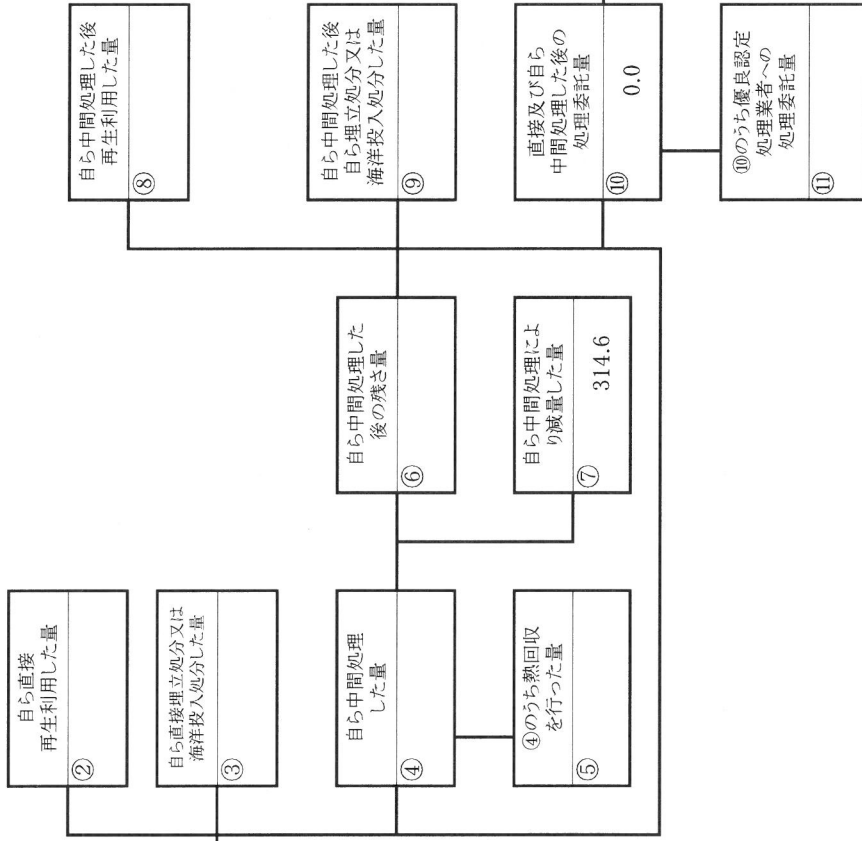 ②
自ら直接
再生利用した量
③
自ら直接埋立処分又は
海洋投入処分した量
④
自ら中間処理
した量
⑤
④のうち熱回収
を行った量
⑥
自ら中間処理した
後の残さ量
⑦
自ら中間処理によ
り減量した量
314.6
⑧
自ら中間処理した後
再生利用した量
⑨
自ら中間処理した後
自ら埋立処分又は
海洋投入処分した量
⑩
直接及び自ら
中間処理した後の
処理委託量
0.0
⑪
⑩のうち優良認定
処理業者への
処理委託量